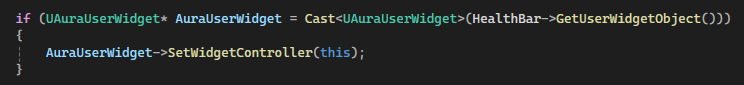 if (UAuraUserWidget* AuraUserWidget = Cast<UAuraUserWidget>(HealthBar->GetUserWidgetObject()))
{
    AuraUserWidget->SetWidgetController(this);
}